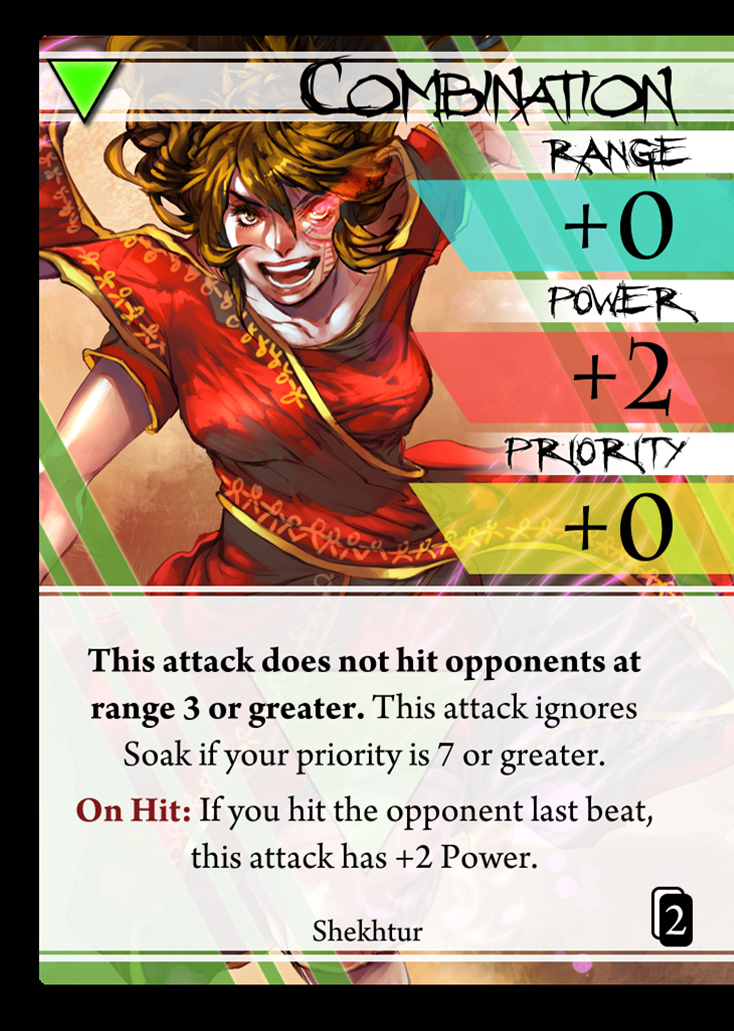 COMBINATION
RANGE
+0
POWER
+2
PRIORITY
+0
This attack does not hit opponents at
range 3 or greater. This attack ignores
Soak if your priority is 7 or greater.
On Hit: If you hit the opponent last beat,
this attack has +2 Power.
Shekhtur
2